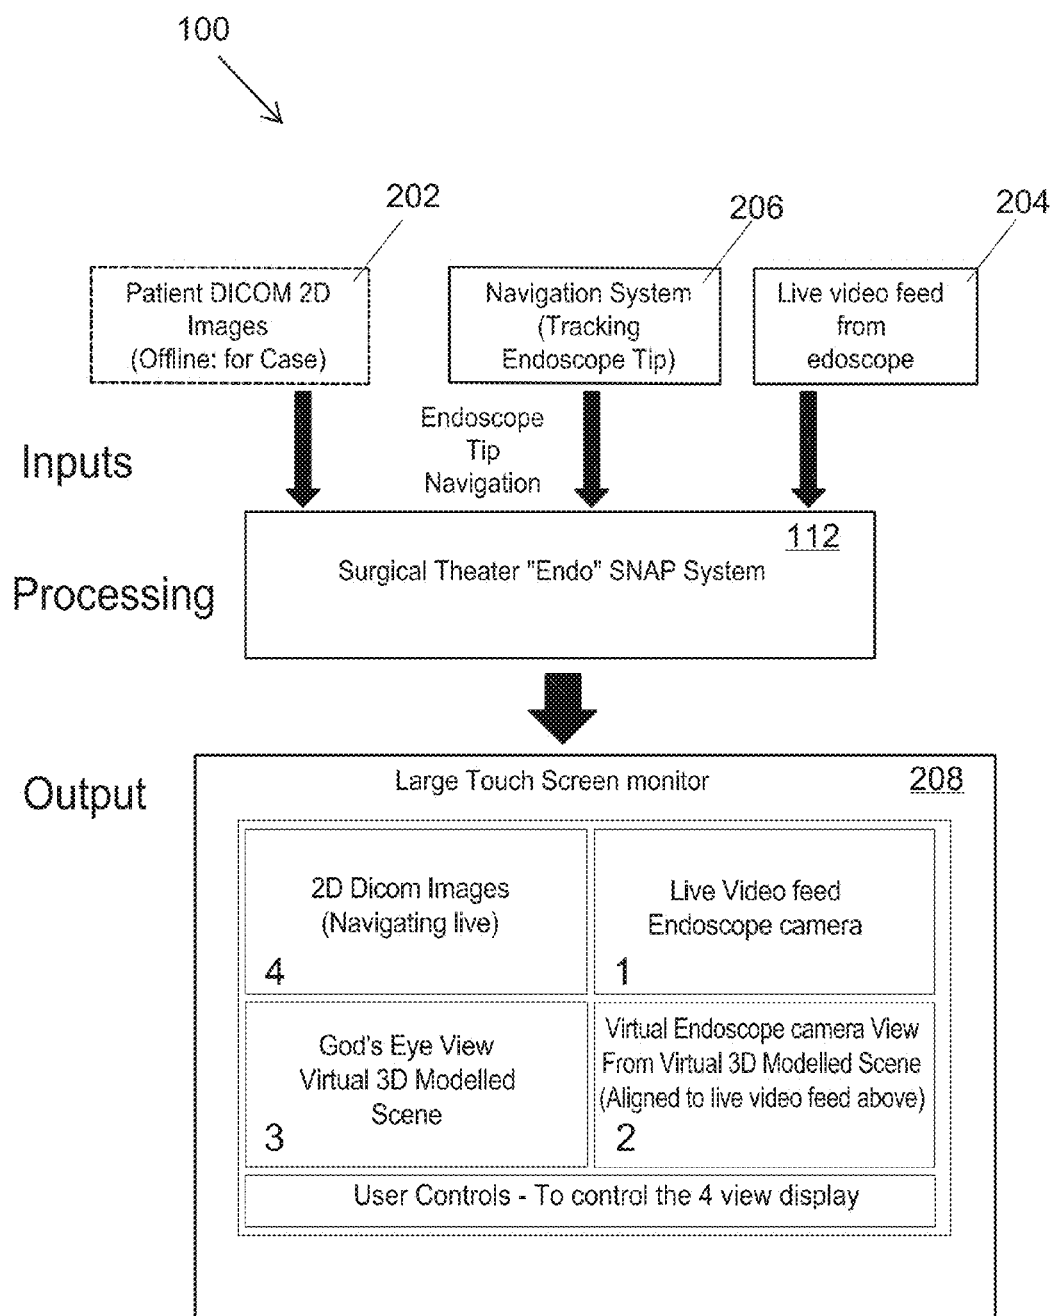 100
202
206
204
Patient DICOM 2D
Images
(Offline: for Case)
Navigation System
(Tracking
Endoscope Tip)
Live video feed
from
edoscope
Inputs
Endoscope
Tip
Navigation
112
Surgical Theater "Endo" SNAP System
Processing
Output
Large Touch Screen monitor
208
2D Dicom Images
(Navigating live)
4
Live Video feed
Endoscope camera
1
God's Eye View
Virtual 3D Modelled
Scene
3
Virtual Endoscope camera View
From Virtual 3D Modelled Scene
(Aligned to live video feed above)
2
User Controls - To control the 4 view display